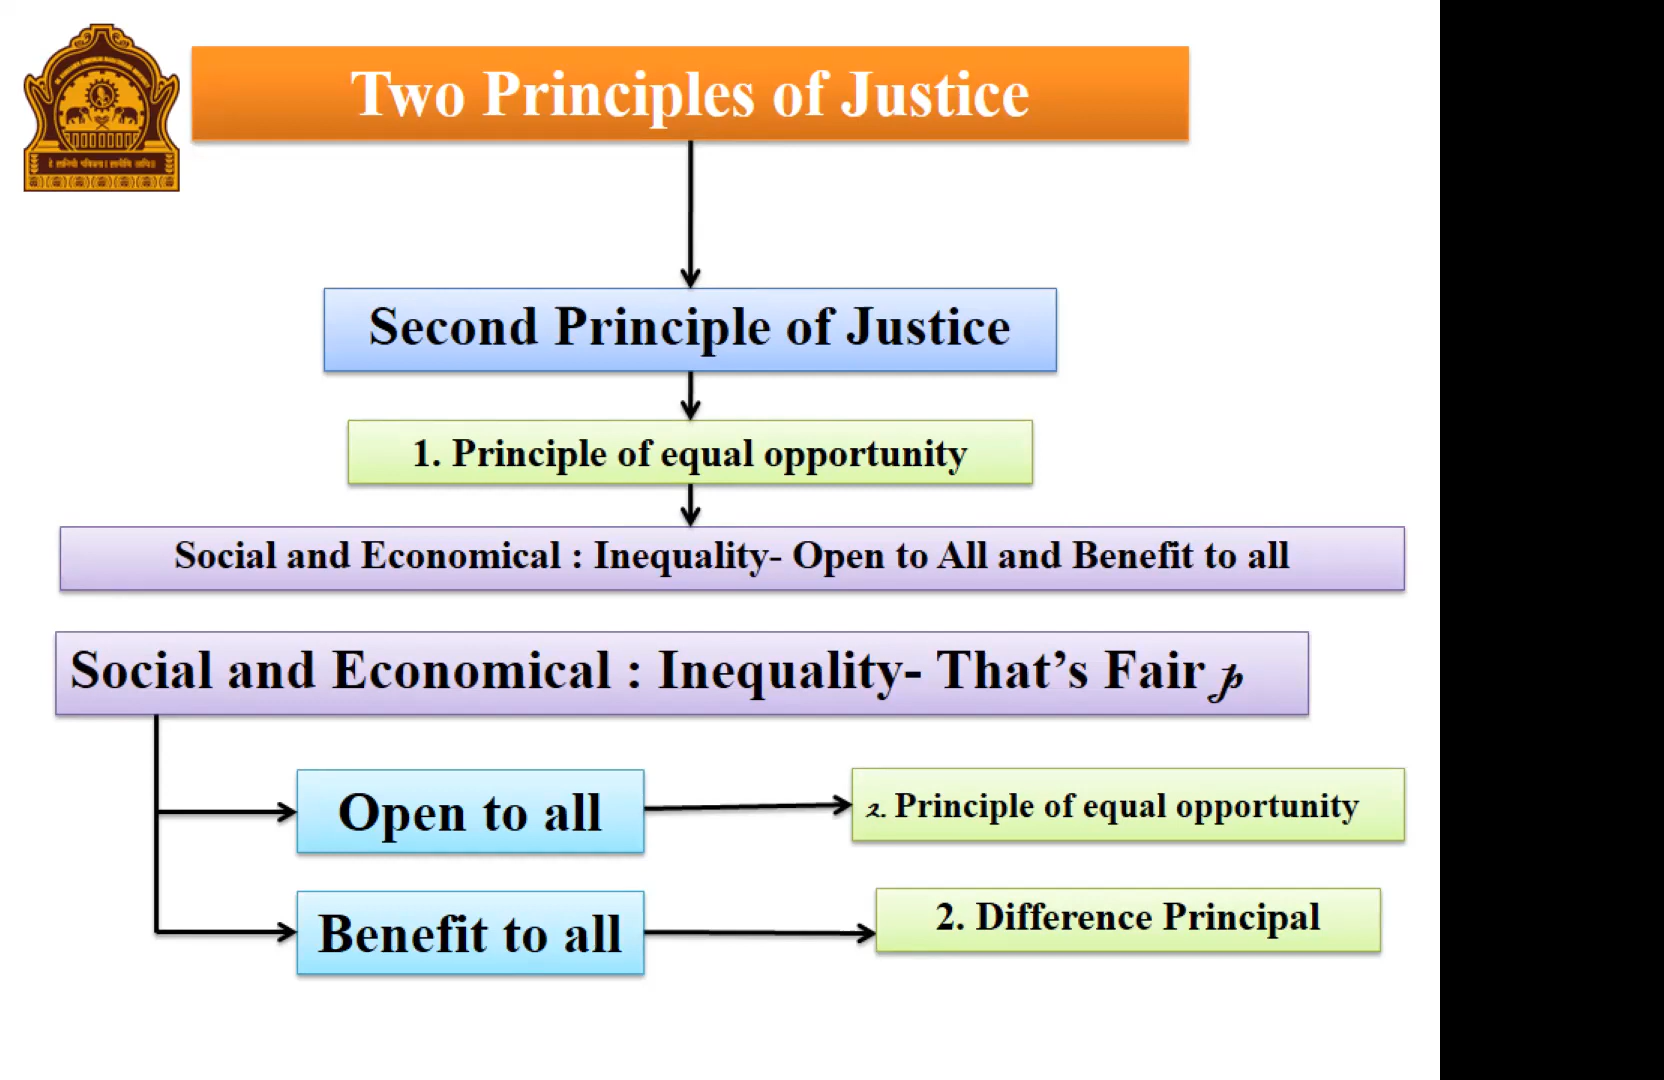 Two Principles of Justice
Second Principle of Justice
1. Principle of equal opportunity
Social and Economical : Inequality- Open to All and Benefit to all
Social and Economical : Inequality- That's Fair p
Open to all
2. Principle of equal opportunity
Benefit to all
2. Difference Principal